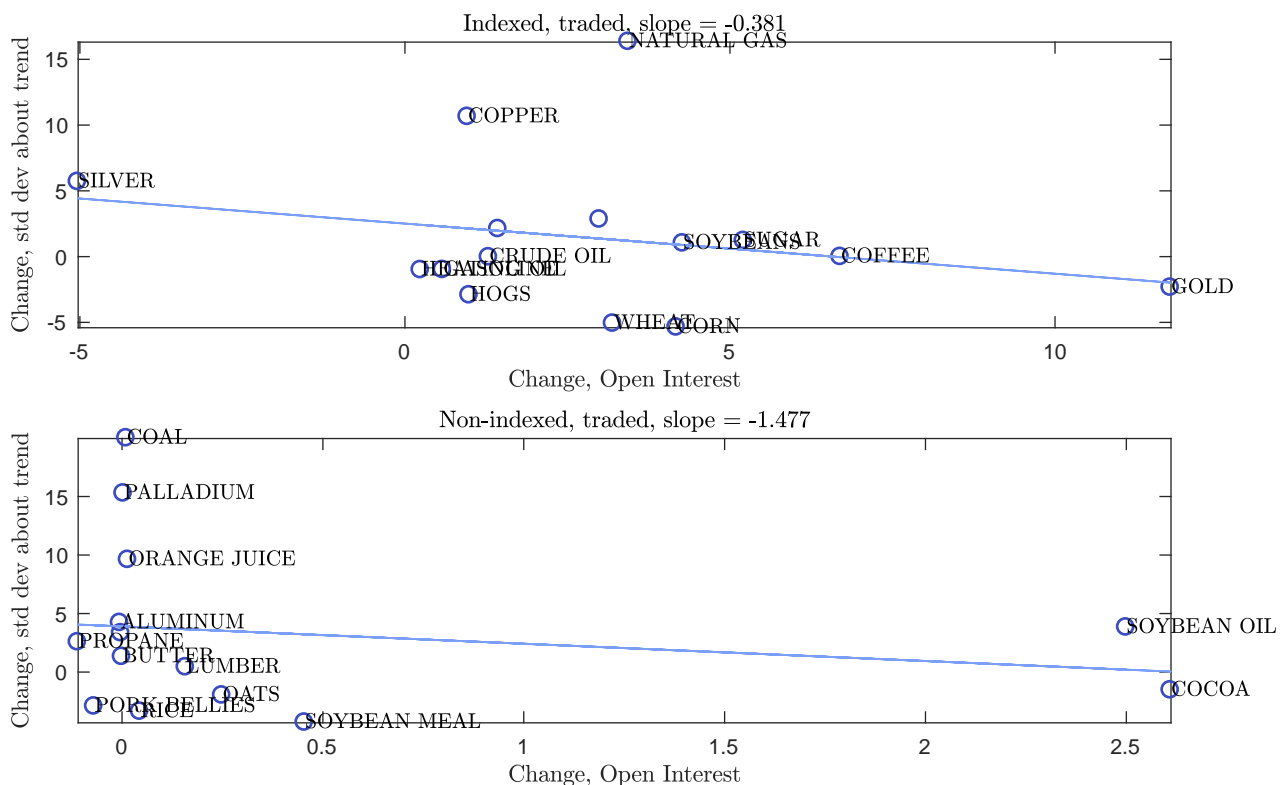 Indexed, traded, slope = -0.381
Change, std dev about trend
15
10
5
0
-5
NATURAL GAS
COPPER
SILVER
SOYBEANS
SUGAR
CRUDE OIL
COFFEE
HEATING OIL
GASOLINE
GOLD
HOGS
WHEAT
CORN
-5
0
5
10
Change, Open Interest
Non-indexed, traded, slope = -1.477
Change, std dev about trend
15
10
5
0
COAL
PALLADIUM
ORANGE JUICE
ALUMINUM
SOYBEAN OIL
PROPANE
BUTTER
LUMBER
COCOA
OATS
PORK BELLIES
RICE
SOYBEAN MEAL
0
0.5
1
1.5
2
2.5
Change, Open Interest